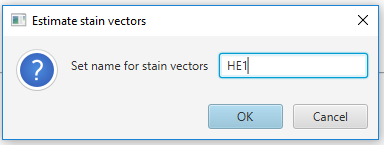 Estimate stain vectors
Set name for stain vectors HE1
OK Cancel